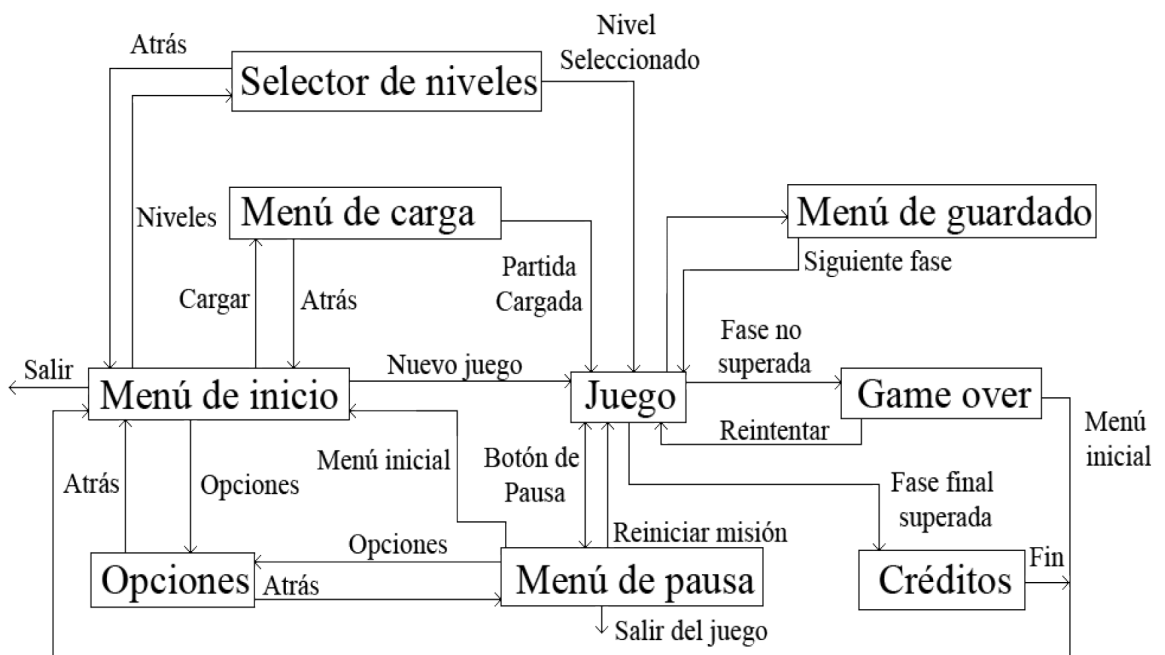 Atrás
Nivel
Seleccionado
Selector de niveles
Niveles
Menú de carga
Menú de guardado
Siguiente fase
Cargar
Atrás
Partida
Cargada
Fase no
superada
Salir
Menú de inicio
Nuevo juego
Juego
Game over
Reintentar
Menú
inicial
Menú inicial
Botón de
Pausa
Atrás
Opciones
Fase final
superada
Reiniciar misión
Opciones
Opciones
Atrás
Menú de pausa
Créditos
Fin
Salir del juego